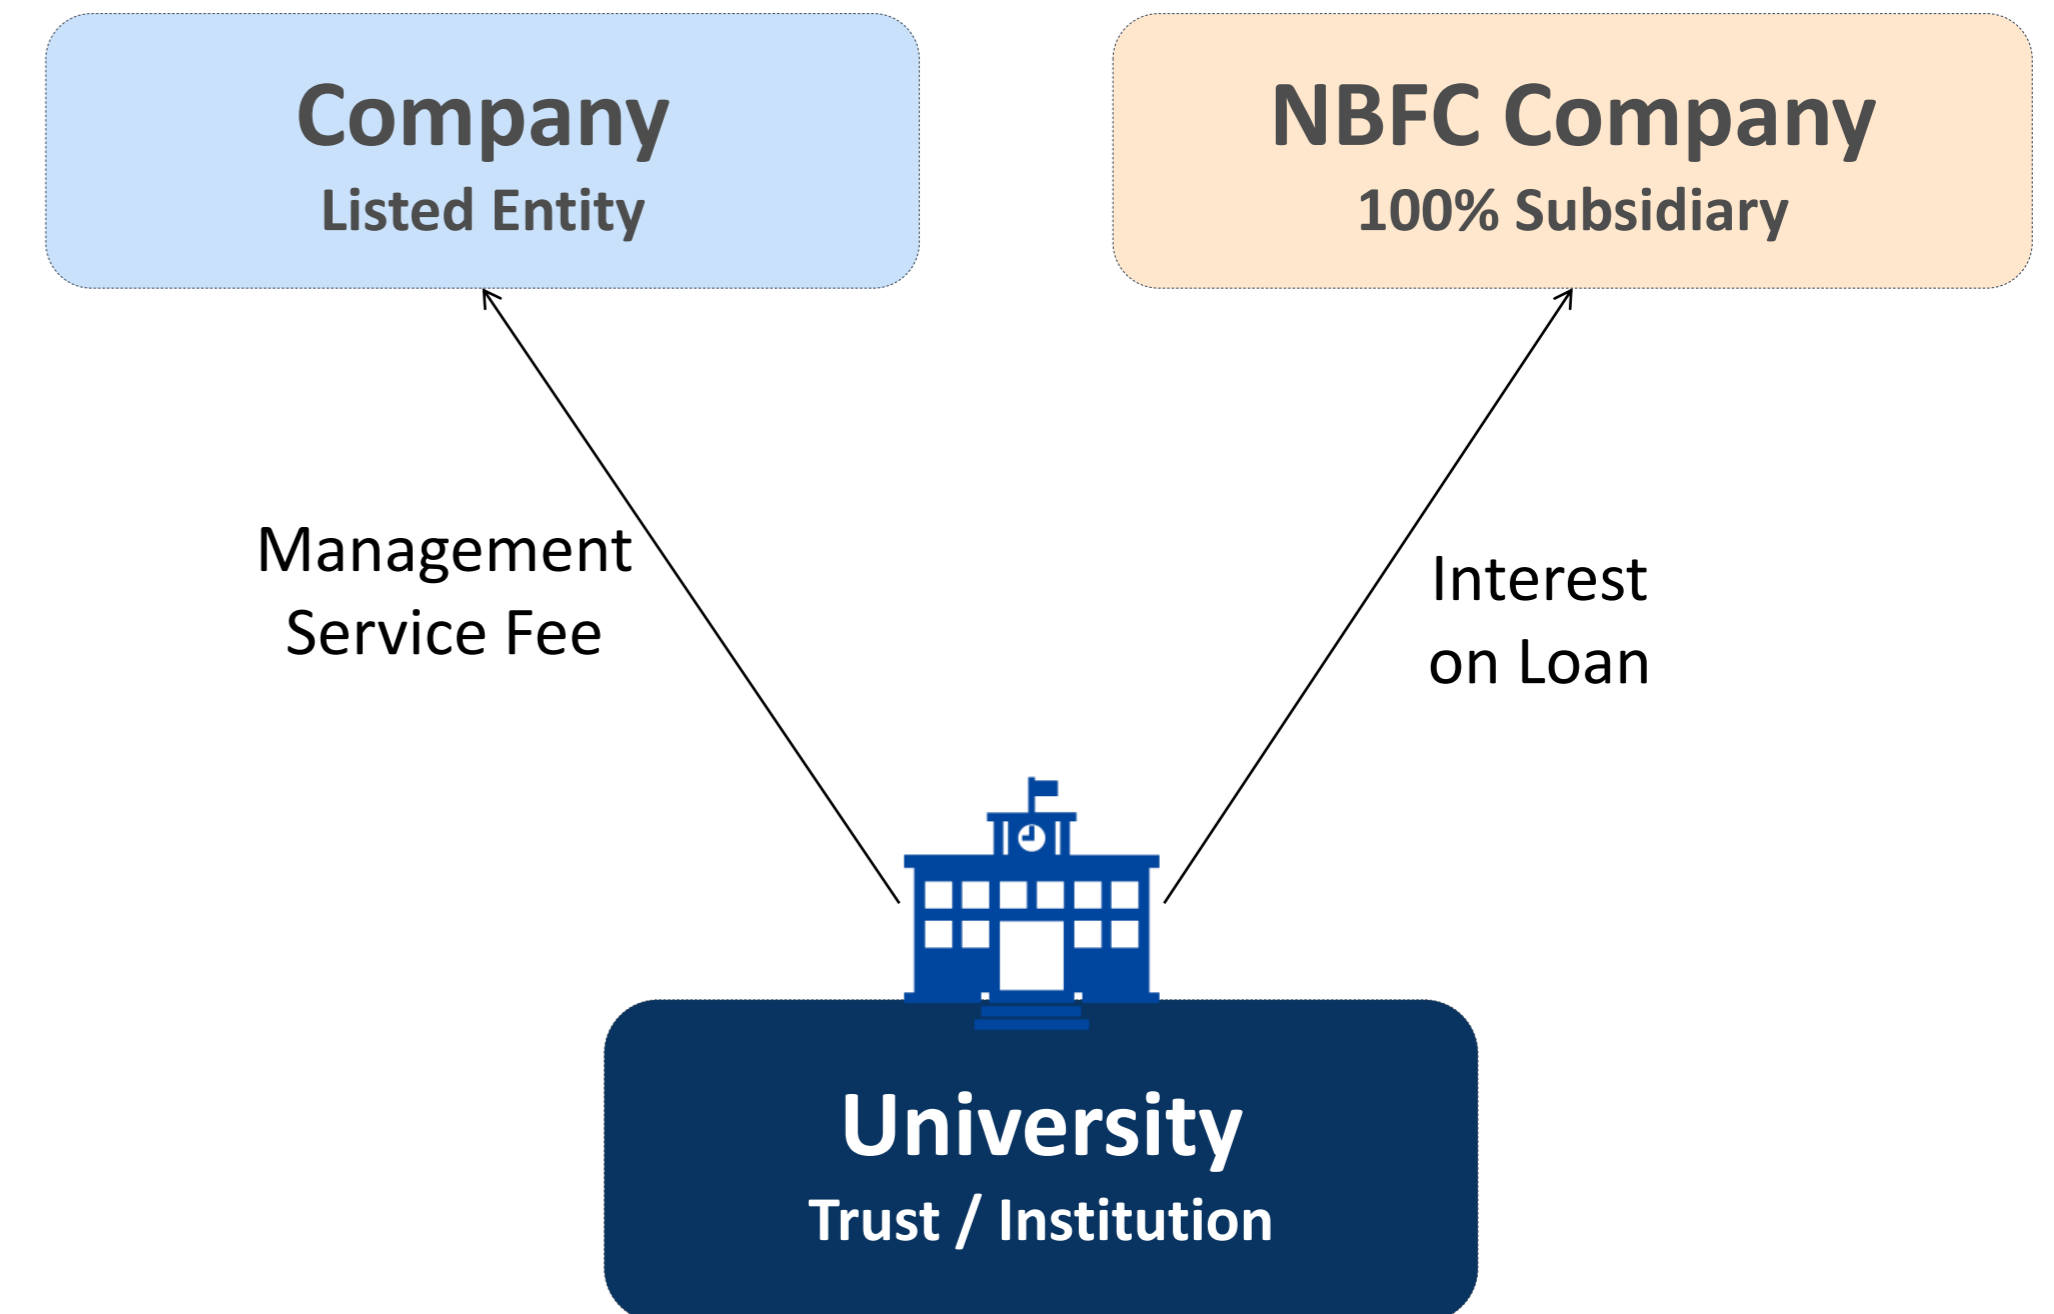 Company
Listed Entity
NBFC Company
100% Subsidiary
Management
Service Fee
Interest
on Loan
University
Trust / Institution